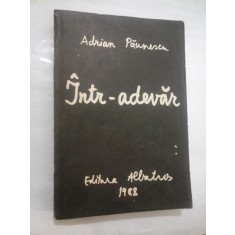 Adrian Păunescu
Într-adevăr
Editura Albatros
1988